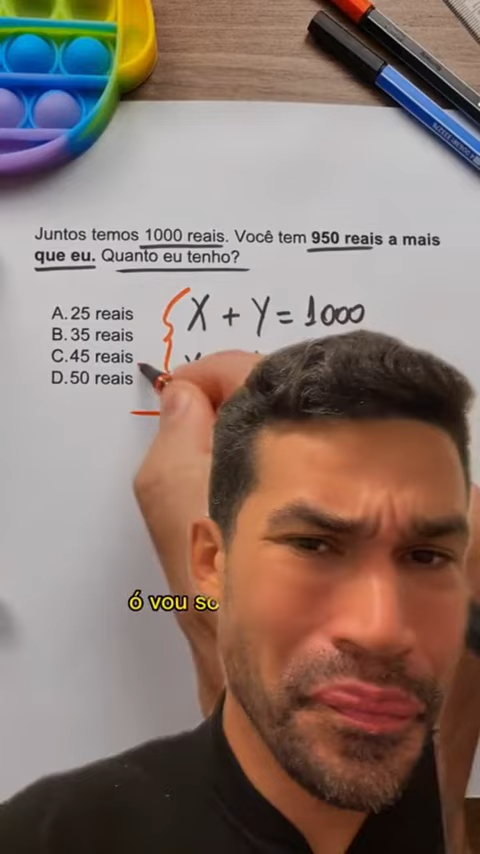 Juntos temos 1000 reais. Você tem 950 reais a mais
que eu. Quanto eu tenho?
A. 25 reais
B. 35 reais
C. 45 reais
D. 50 reais
X + Y = 1000
ó vou so